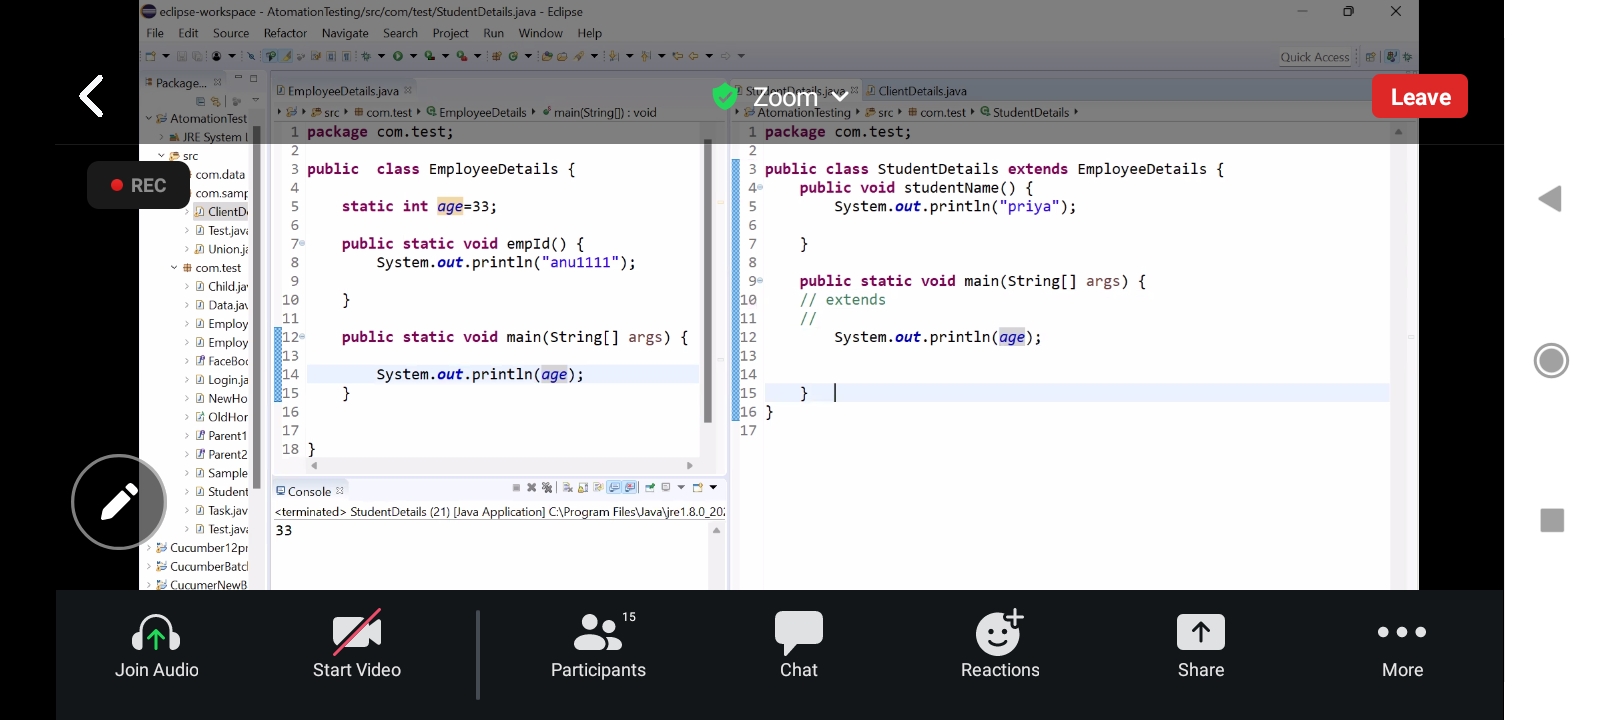 eclipse-workspace - AtomationTesting/src/com/test/StudentDetails.java - Eclipse
File Edit Source Refactor Navigate Search Project Run Window Help
Quick Access
Package...
AtomationTest
JRE System
src
com.data
com.samp
ClientD
Test.java
Union.ja
com.test
Child.ja
Data.jav
Employ
Employ
FaceBoo
Login.ja
NewHo
OldHor
Parent1
Parent2
Sample
Student
Task.jav
Test.java
Cucumber12pr
CucumberBatcl
CucumerNewB
EmployeeDetails.java
src com.test EmployeeDetails main(String[]) : void
1 package com.test;
2
3 public  class EmployeeDetails {
4
5     static int age=33;
6
7     public static void empId() {
8         System.out.println("anu1111");
9
10     }
11
12     public static void main(String[] args) {
13
14         System.out.println(age);
15     }
16
17
18 }
Console
<terminated> StudentDetails (21) [Java Application] C:\Program Files\Java\jre1.8.0_202
33
StudentDetails.java ClientDetails.java
AtomationTesting src com.test StudentDetails
1 package com.test;
2
3 public class StudentDetails extends EmployeeDetails {
4     public void studentName() {
5         System.out.println("priya");
6
7     }
8
9     public static void main(String[] args) {
10     // extends
11     //
12         System.out.println(age);
13
14
15     }
16 }
17
Zoom
Leave
REC
Join Audio
Start Video
15
Participants
Chat
Reactions
Share
More